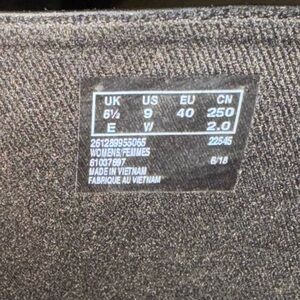 UK US EU CN
6½ 9 40 250
E W 2.0
261289955065 22545
WOMENS/FEMMES
61037597 6/18
MADE IN VIETNAM
FABRIQUE AU VIETNAM